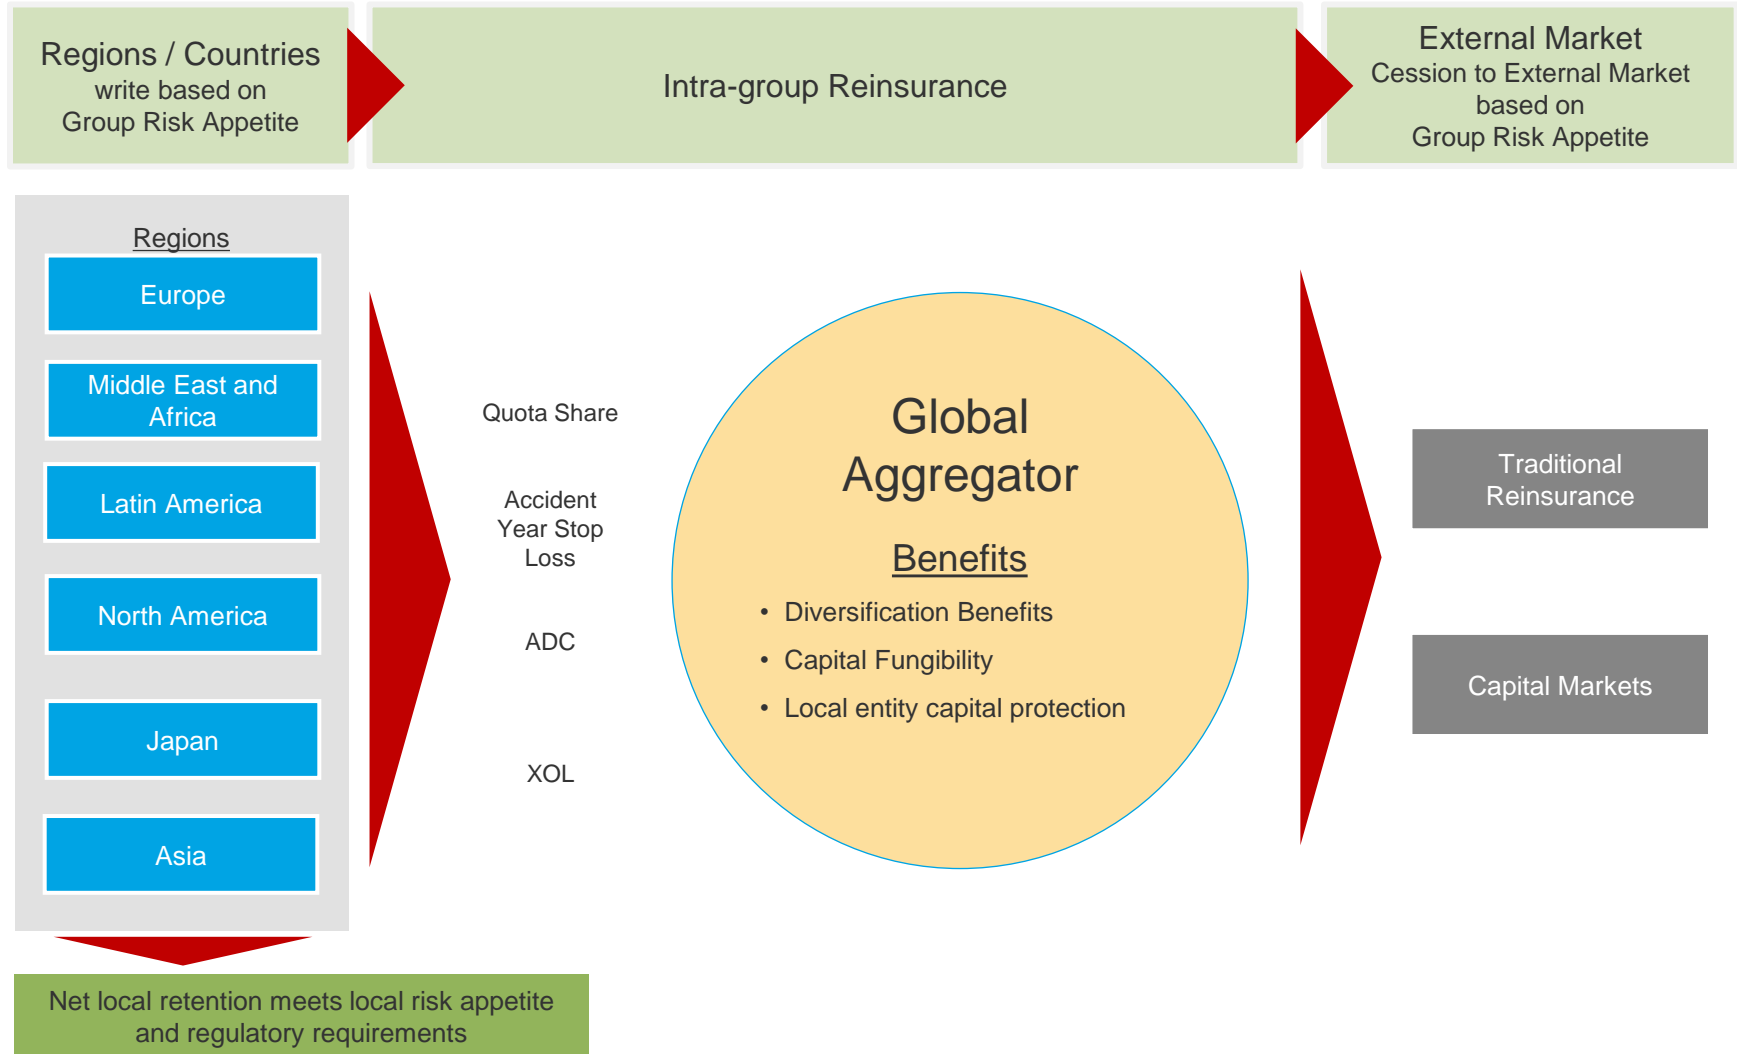 Regions / Countries
write based on
Group Risk Appetite
Intra-group Reinsurance
External Market
Cession to External Market
based on
Group Risk Appetite
Regions
Europe
Middle East and
Africa
Latin America
North America
Japan
Asia
Net local retention meets local risk appetite
and regulatory requirements
Quota Share
Accident
Year Stop
Loss
ADC
XOL
Global
Aggregator
Benefits
• Diversification Benefits
• Capital Fungibility
• Local entity capital protection
Traditional
Reinsurance
Capital Markets